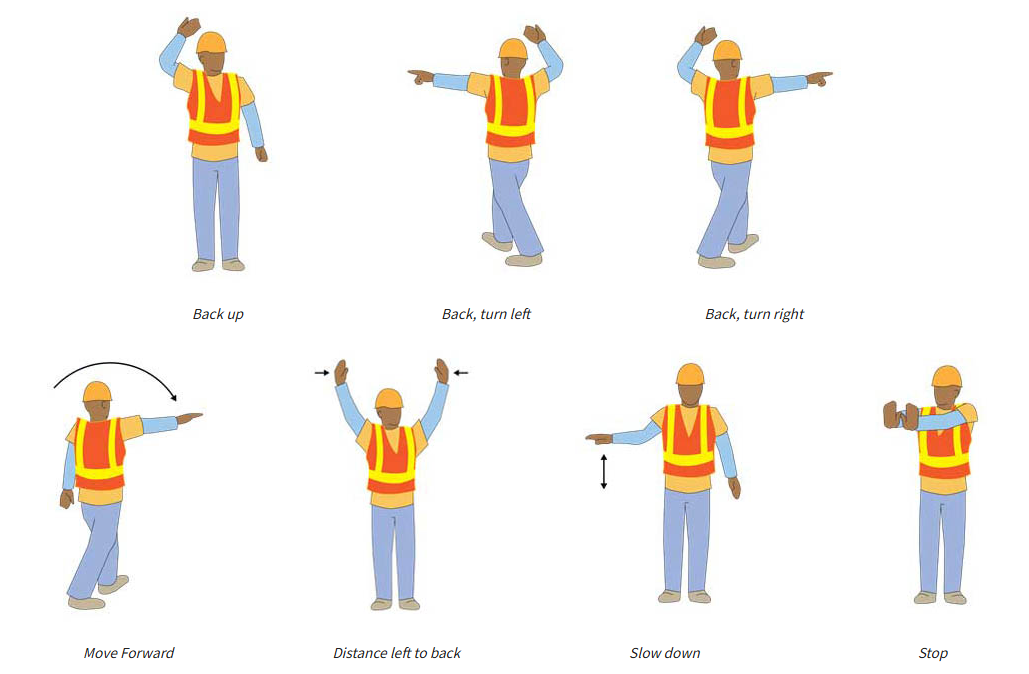 Back up
Back, turn left
Back, turn right
Move Forward
Distance left to back
Slow down
Stop